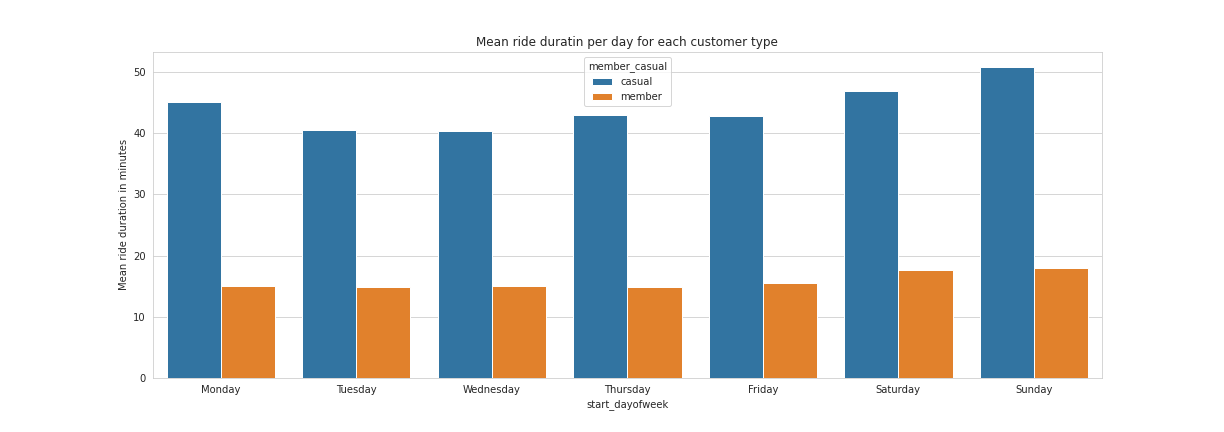 Mean ride duratin per day for each customer type
member_casual
casual
member
Mean ride duration in minutes
50
40
30
20
10
0
Monday Tuesday Wednesday Thursday Friday Saturday Sunday
start_dayofweek